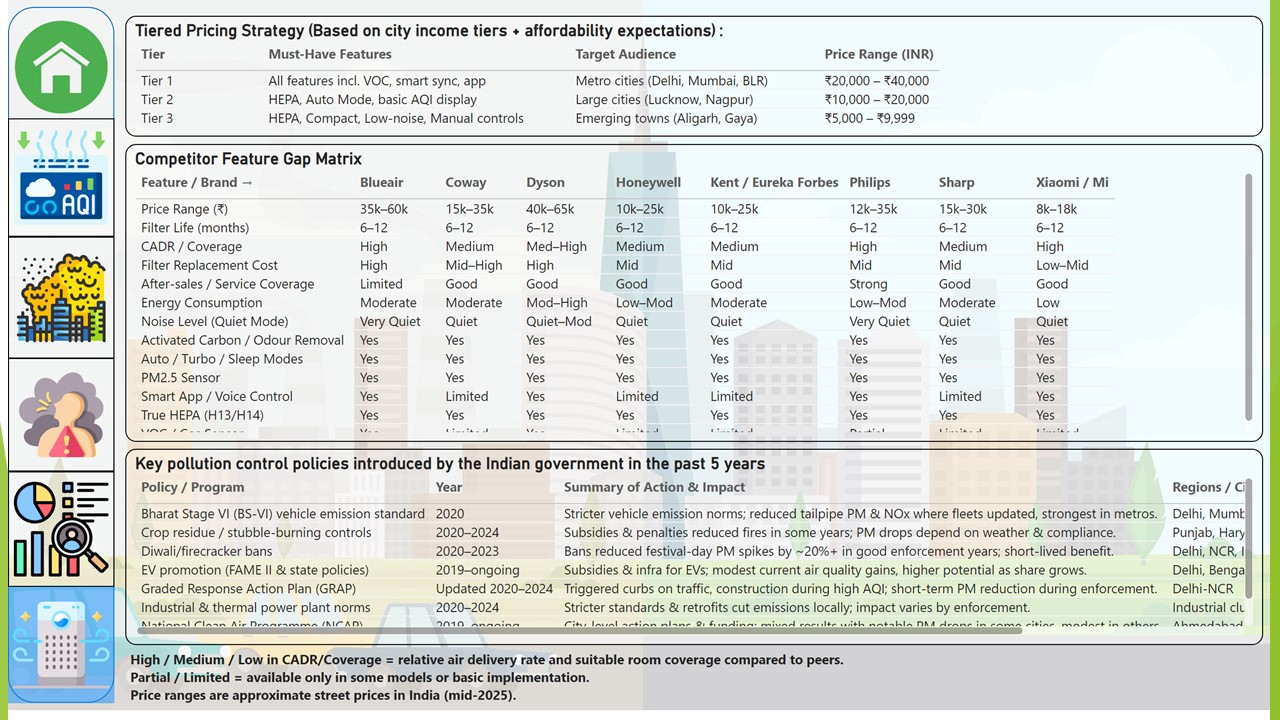 Tiered Pricing Strategy (Based on city income tiers + affordability expectations) :
Tier Must-Have Features Target Audience Price Range (INR)
Tier 1 All features incl. VOC, smart sync, app Metro cities (Delhi, Mumbai, BLR) ₹20,000 – ₹40,000
Tier 2 HEPA, Auto Mode, basic AQI display Large cities (Lucknow, Nagpur) ₹10,000 – ₹20,000
Tier 3 HEPA, Compact, Low-noise, Manual controls Emerging towns (Aligarh, Gaya) ₹5,000 – ₹9,999
AQI
Competitor Feature Gap Matrix
Feature / Brand → Blueair Coway Dyson Honeywell Kent / Eureka Forbes Philips Sharp Xiaomi / Mi
Price Range (₹) 35k–60k 15k–35k 40k–65k 10k–25k 10k–25k 12k–35k 15k–30k 8k–18k
Filter Life (months) 6–12 6–12 6–12 6–12 6–12 6–12 6–12 6–12
CADR / Coverage High Medium Med–High Medium Medium High Medium High
Filter Replacement Cost High Mid–High High Mid Mid Mid Mid Low–Mid
After-sales / Service Coverage Limited Good Good Good Good Strong Good Good
Energy Consumption Moderate Moderate Mod–High Low–Mod Moderate Low–Mod Moderate Low
Noise Level (Quiet Mode) Very Quiet Quiet Quiet–Mod Quiet Quiet Very Quiet Quiet Quiet
Activated Carbon / Odour Removal Yes Yes Yes Yes Yes Yes Yes Yes
Auto / Turbo / Sleep Modes Yes Yes Yes Yes Yes Yes Yes Yes
PM2.5 Sensor Yes Yes Yes Yes Yes Yes Yes Yes
Smart App / Voice Control Yes Limited Yes Limited Limited Yes Limited Yes
True HEPA (H13/H14) Yes Yes Yes Yes Yes Yes Yes Yes
VOC / Gas Sensor Yes Limited Yes Limited Limited Partial Limited Limited
Key pollution control policies introduced by the Indian government in the past 5 years
Policy / Program Year Summary of Action & Impact Regions / Ci
Bharat Stage VI (BS-VI) vehicle emission standard 2020 Stricter vehicle emission norms; reduced tailpipe PM & NOx where fleets updated, strongest in metros. Delhi, Mumb
Crop residue / stubble-burning controls 2020–2024 Subsidies & penalties reduced fires in some years; PM drops depend on weather & compliance. Punjab, Hary
Diwali/firecracker bans 2020–2023 Bans reduced festival-day PM spikes by ~20%+ in good enforcement years; short-lived benefit. Delhi, NCR,
EV promotion (FAME II & state policies) 2019–ongoing Subsidies & infra for EVs; modest current air quality gains, higher potential as share grows. Delhi, Benga
Graded Response Action Plan (GRAP) Updated 2020–2024 Triggered curbs on traffic, construction during high AQI; short-term PM reduction during enforcement. Delhi-NCR
Industrial & thermal power plant norms 2020–2024 Stricter standards & retrofits cut emissions locally; impact varies by enforcement. Industrial clu
National Clean Air Programme (NCAP) 2019–ongoing City-level action plans & funding; mixed results with notable PM drops in some cities, modest in others. Ahmedabad
High / Medium / Low in CADR/Coverage = relative air delivery rate and suitable room coverage compared to peers.
Partial / Limited = available only in some models or basic implementation.
Price ranges are approximate street prices in India (mid-2025).